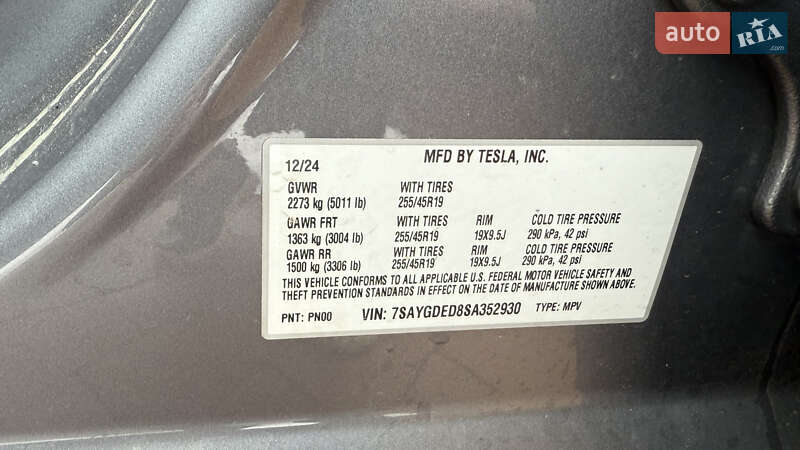 auto RIA.com
12/24 MFD BY TESLA, INC.
GVWR WITH TIRES
2273 kg (5011 lb) 255/45R19
GAWR FRT WITH TIRES RIM COLD TIRE PRESSURE
1363 kg (3004 lb) 255/45R19 19X9.5J 290 kPa, 42 psi
GAWR RR WITH TIRES RIM COLD TIRE PRESSURE
1500 kg (3306 lb) 255/45R19 19X9.5J 290 kPa, 42 psi
THIS VEHICLE CONFORMS TO ALL APPLICABLE U.S. FEDERAL MOTOR VEHICLE SAFETY AND
THEFT PREVENTION STANDARDS IN EFFECT ON THE DATE OF MANUFACTURE SHOWN ABOVE.
PNT: PN00 VIN: 7SAYGDED8SA352930 TYPE: MPV